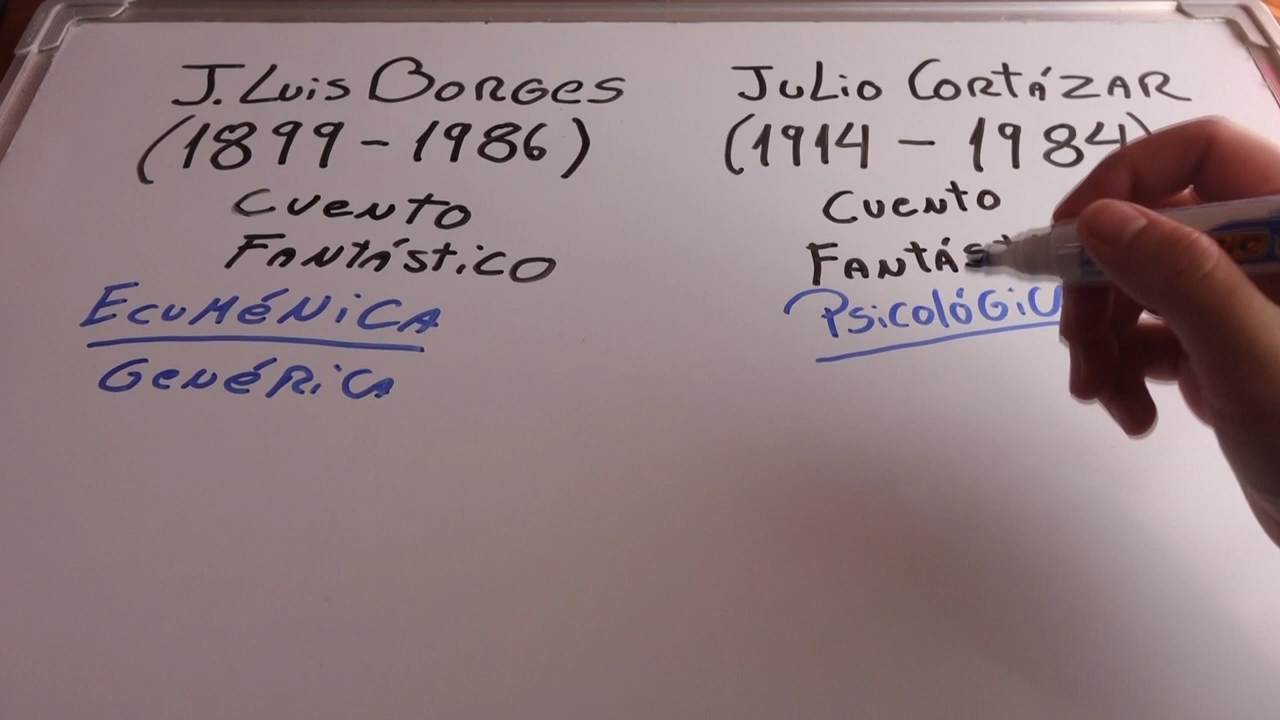 J. Luis Borges
(1899-1986)
Cuento
Fantástico
Ecuménica
Genérica
Julio Cortázar
(1914-1984)
Cuento